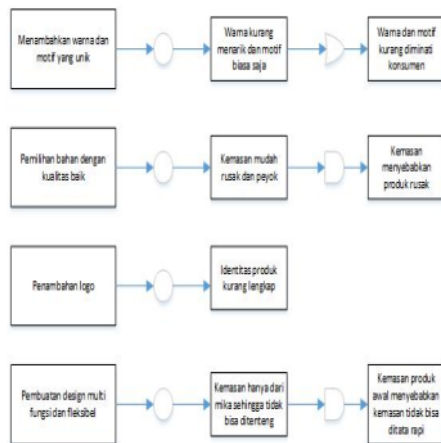 Menambahkan warna dan
motif yang unik
Warna kurang
menarik dan motif
biasa saja
Warna dan motif
kurang diminati
konsumen
Pemilihan bahan dengan
kualitas baik
Kemasan mudah
rusak dan peyok
Kemasan
menyebabkan
produk rusak
Penambahan logo
Identitas produk
kurang lengkap
Pembuatan design multi
fungsi dan fleksibel
Kemasan hanya dari
mika sehingga tidak
bisa ditenteng
Kemasan produk
awal menyebabkan
kemasan tidak bisa
ditata rapi